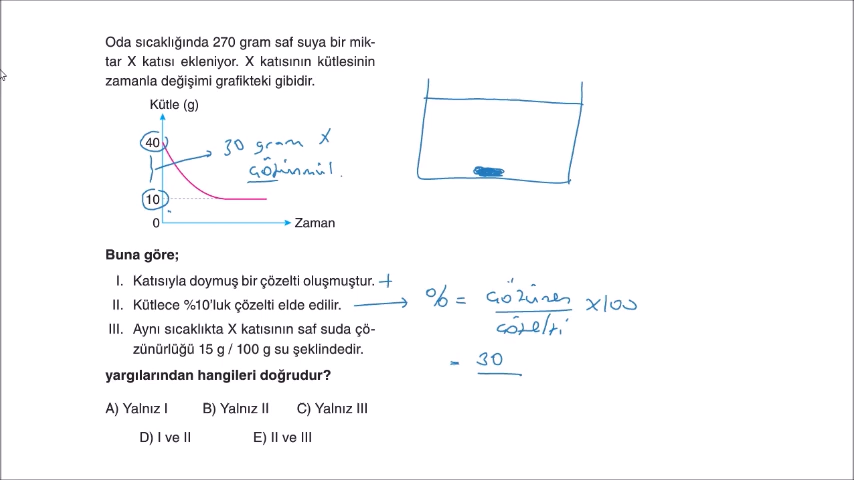 Oda sıcaklığında 270 gram saf suya bir mik-
tar X katısı ekleniyor. X katısının kütlesinin
zamanla değişimi grafikteki gibidir.
Kütle (g)
40
30 gram X
çözünmüş.
10
0
Zaman
Buna göre;
I. Katısıyla doymuş bir çözelti oluşmuştur. +
II. Kütlece %10'luk çözelti elde edilir.
% = çözünen / çözelti x100
= 30
III. Aynı sıcaklıkta X katısının saf suda çö-
zünürlüğü 15 g / 100 g su şeklindedir.
yargılarından hangileri doğrudur?
A) Yalnız I B) Yalnız II C) Yalnız III
D) I ve II E) II ve III